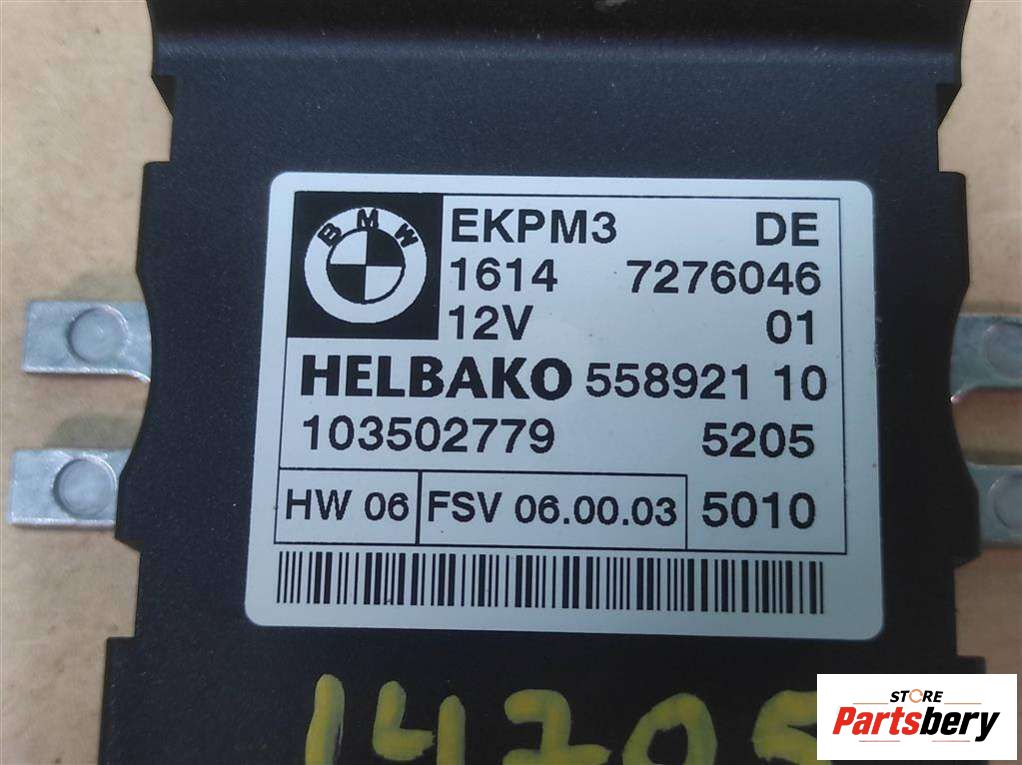 BMW
EKPM3 DE
1614 7276046
12V 01
HELBAKO 558921 10
103502779 5205
HW 06 FSV 06.00.03 5010
14205
STORE
Partsbery